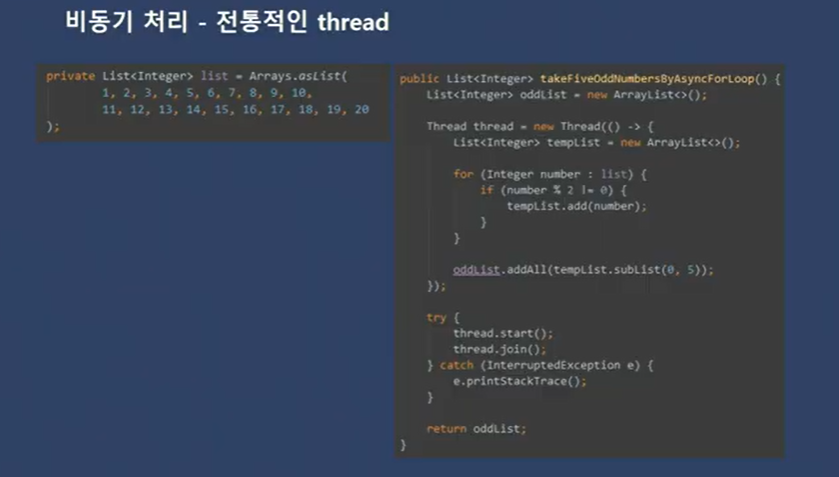 비동기 처리 - 전통적인 thread
private List<Integer> list = Arrays.asList(
1, 2, 3, 4, 5, 6, 7, 8, 9, 10,
11, 12, 13, 14, 15, 16, 17, 18, 19, 20
);
public List<Integer> takeFiveOddNumbersByAsyncForLoop() {
List<Integer> oddList = new ArrayList<>();
Thread thread = new Thread(() -> {
List<Integer> tempList = new ArrayList<>();
for (Integer number : list) {
if (number % 2 != 0) {
tempList.add(number);
}
}
oddList.addAll(tempList.subList(0, 5));
});
try {
thread.start();
thread.join();
} catch (InterruptedException e) {
e.printStackTrace();
}
return oddList;
}